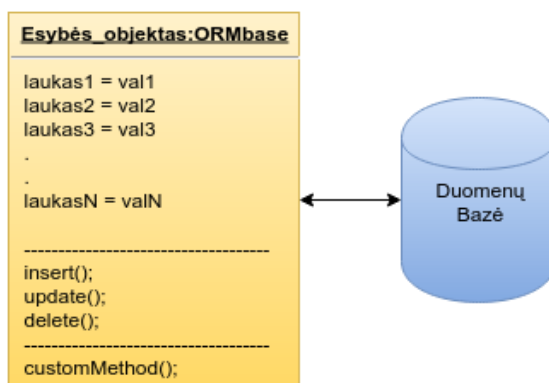 Esybės_objektas:ORMbase
laukas1 = val1
laukas2 = val2
laukas3 = val3
.
.
laukasN = valN
------------------------------------
insert();
update();
delete();
------------------------------------
customMethod();
Duomenų
Bazė